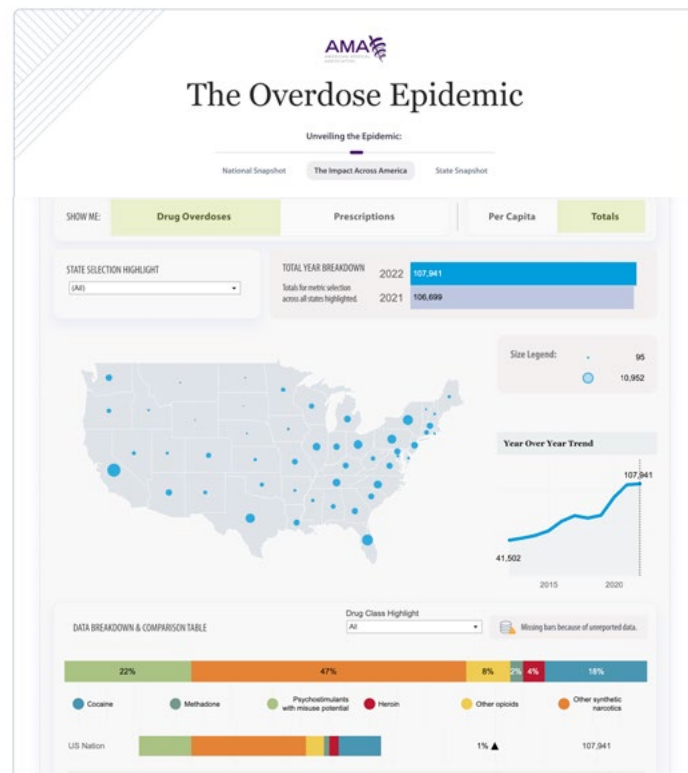 AMA
AMERICAN MEDICAL
ASSOCIATION
The Overdose Epidemic
Unveiling the Epidemic:
National Snapshot The Impact Across America State Snapshot
SHOW ME: Drug Overdoses Prescriptions Per Capita Totals
STATE SELECTION HIGHLIGHT
(All)
TOTAL YEAR BREAKDOWN
Totals for metric selection
across all states highlighted.
2022 107,941
2021 106,699
Size Legend: 95
10,952
Year Over Year Trend
107,941
41,502
2015 2020
DATA BREAKDOWN & COMPARISON TABLE
Drug Class Highlight
All
Missing bars because of unreported data.
22% 47% 8% 2% 4% 18%
Cocaine Methadone Psychostimulants
with misuse potential Heroin Other opioids Other synthetic
narcotics
US Nation 1% ▲ 107,941